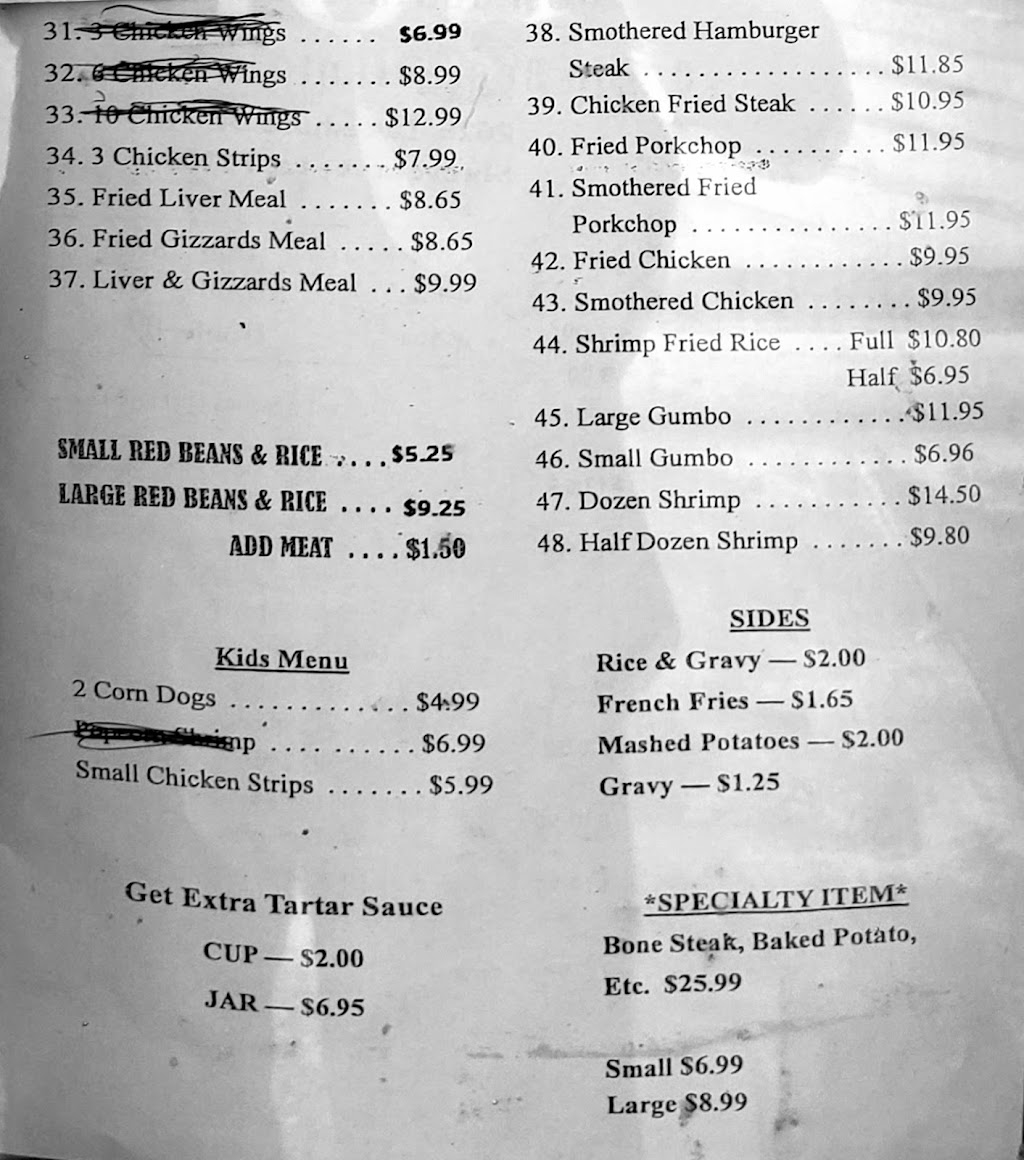 31. 3 Chicken Wings ...... $6.99
32. 6 Chicken Wings ....... $8.99
33. 10 Chicken Wings ..... $12.99
34. 3 Chicken Strips ....... $7.99
35. Fried Liver Meal ....... $8.65
36. Fried Gizzards Meal ..... $8.65
37. Liver & Gizzards Meal ... $9.99
SMALL RED BEANS & RICE .... $5.25
LARGE RED BEANS & RICE .... $9.25
ADD MEAT .... $1.50
Kids Menu
2 Corn Dogs ............. $4.99
Popcorn Shrimp .......... $6.99
Small Chicken Strips ....... $5.99
Get Extra Tartar Sauce
CUP — $2.00
JAR — $6.95
38. Smothered Hamburger
Steak .................. $11.85
39. Chicken Fried Steak ...... $10.95
40. Fried Porkchop .......... $11.95
41. Smothered Fried
Porkchop ............... $11.95
42. Fried Chicken ............ $9.95
43. Smothered Chicken ........ $9.95
44. Shrimp Fried Rice .... Full $10.80
Half $6.95
45. Large Gumbo ............ $11.95
46. Small Gumbo ............ $6.96
47. Dozen Shrimp ........... $14.50
48. Half Dozen Shrimp ....... $9.80
SIDES
Rice & Gravy — $2.00
French Fries — $1.65
Mashed Potatoes — $2.00
Gravy — $1.25
*SPECIALTY ITEM*
Bone Steak, Baked Potato,
Etc. $25.99
Small $6.99
Large $8.99